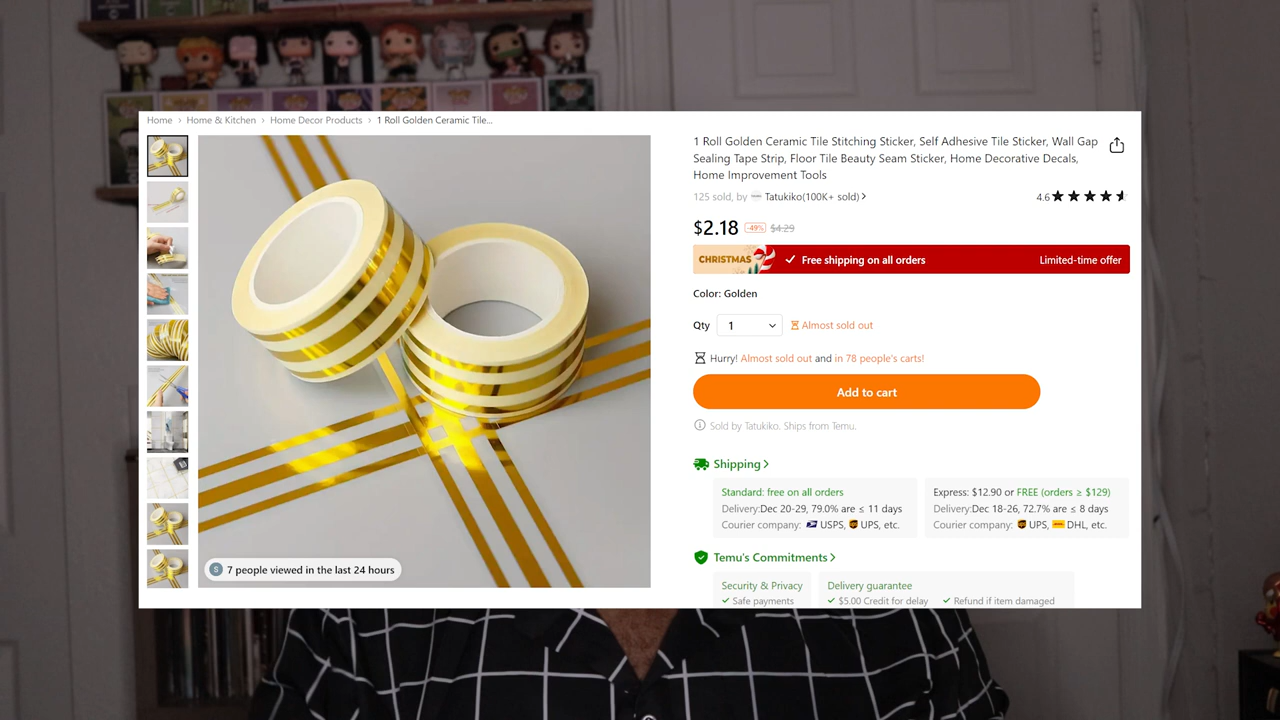 Home > Home & Kitchen > Home Decor Products > 1 Roll Golden Ceramic Tile...
1 Roll Golden Ceramic Tile Stitching Sticker, Self Adhesive Tile Sticker, Wall Gap
Sealing Tape Strip, Floor Tile Beauty Seam Sticker, Home Decorative Decals,
Home Improvement Tools
125 sold, by Tatukiko(100K+ sold) >
4.6
$2.18 -49% $4.29
CHRISTMAS ✓ Free shipping on all orders Limited-time offer
Color: Golden
Qty 1 Almost sold out
Hurry! Almost sold out and in 78 people's carts!
Add to cart
Sold by Tatukiko. Ships from Temu.
Shipping >
Standard: free on all orders
Delivery:Dec 20-29, 79.0% are ≤ 11 days
Courier company: USPS, UPS, etc.
Express: $12.90 or FREE (orders ≥ $129)
Delivery:Dec 18-26, 72.7% are ≤ 8 days
Courier company: UPS, DHL, etc.
Temu's Commitments >
Security & Privacy
✓ Safe payments
Delivery guarantee
✓ $5.00 Credit for delay ✓ Refund if item damaged
S 7 people viewed in the last 24 hours